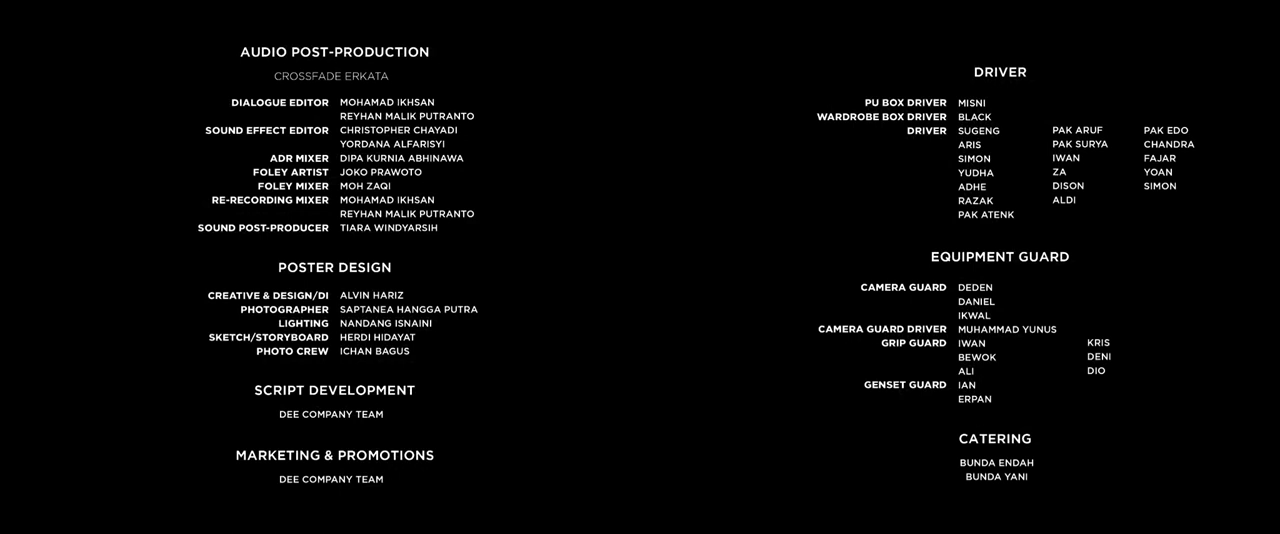 AUDIO POST-PRODUCTION
CROSSFADE ERKATA
DIALOGUE EDITOR MOHAMAD IKHSAN
REYHAN MALIK PUTRANTO
SOUND EFFECT EDITOR CHRISTOPHER CHAYADI
YORDANA ALFARISYI
ADR MIXER DIPA KURNIA ABHINAWA
FOLEY ARTIST JOKO PRAWOTO
FOLEY MIXER MOH ZAQI
RE-RECORDING MIXER MOHAMAD IKHSAN
REYHAN MALIK PUTRANTO
SOUND POST-PRODUCER TIARA WINDYARSIH
POSTER DESIGN
CREATIVE & DESIGN/DI ALVIN HARIZ
PHOTOGRAPHER SAPTANEA HANGGA PUTRA
LIGHTING NANDANG ISNAINI
SKETCH/STORYBOARD HERDI HIDAYAT
PHOTO CREW ICHAN BAGUS
SCRIPT DEVELOPMENT
DEE COMPANY TEAM
MARKETING & PROMOTIONS
DEE COMPANY TEAM
DRIVER
PU BOX DRIVER MISNI
WARDROBE BOX DRIVER BLACK
DRIVER SUGENG PAK ARUF PAK EDO
ARIS PAK SURYA CHANDRA
SIMON IWAN FAJAR
YUDHA ZA YOAN
ADHE DISON SIMON
RAZAK ALDI
PAK ATENK
EQUIPMENT GUARD
CAMERA GUARD DEDEN
DANIEL
IKWAL
CAMERA GUARD DRIVER MUHAMMAD YUNUS
GRIP GUARD IWAN KRIS
BEWOK DENI
ALI DIO
GENSET GUARD IAN
ERPAN
CATERING
BUNDA ENDAH
BUNDA YANI